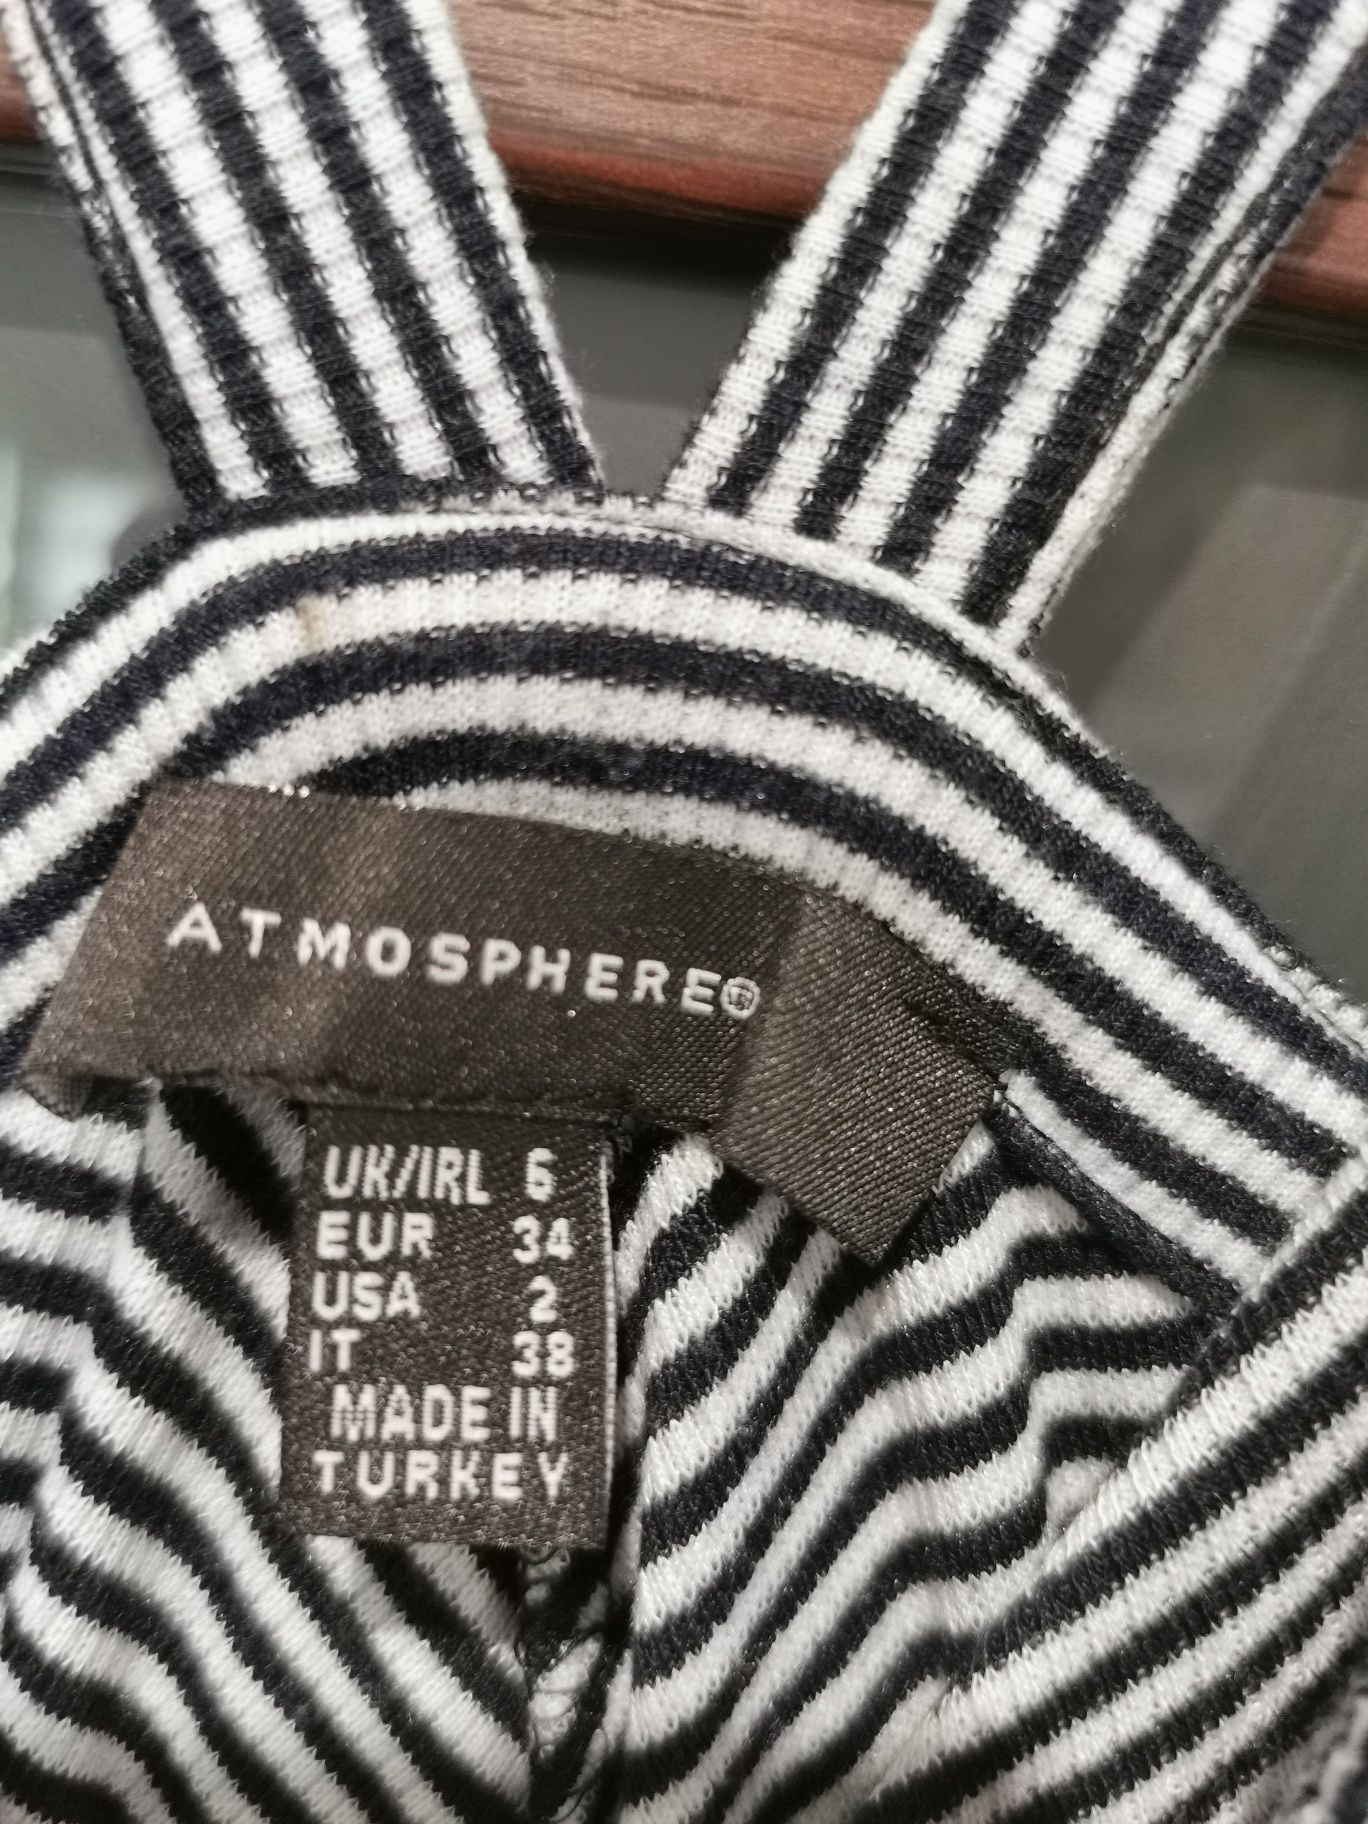 ATMOSPHERE®
UK/IRL 6
EUR 34
USA 2
IT 38
MADE IN
TURKEY